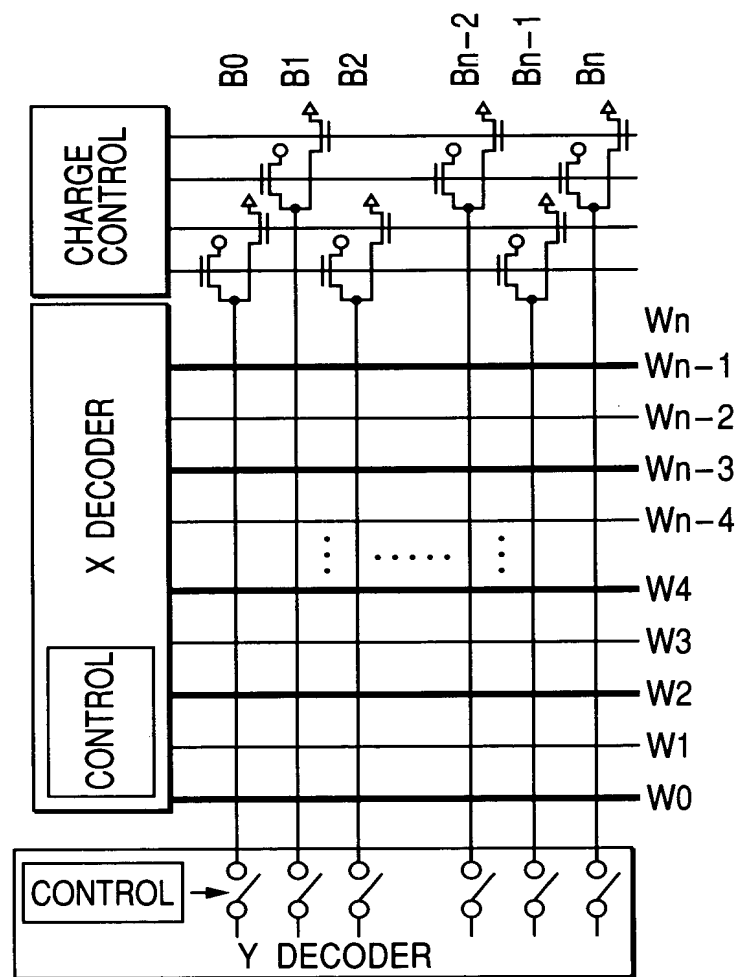 B0
B1
B2
Bn-2
Bn-1
Bn
CHARGE
CONTROL
Wn
Wn-1
Wn-2
Wn-3
Wn-4
X DECODER
W4
W3
CONTROL
W2
W1
W0
CONTROL
Y DECODER